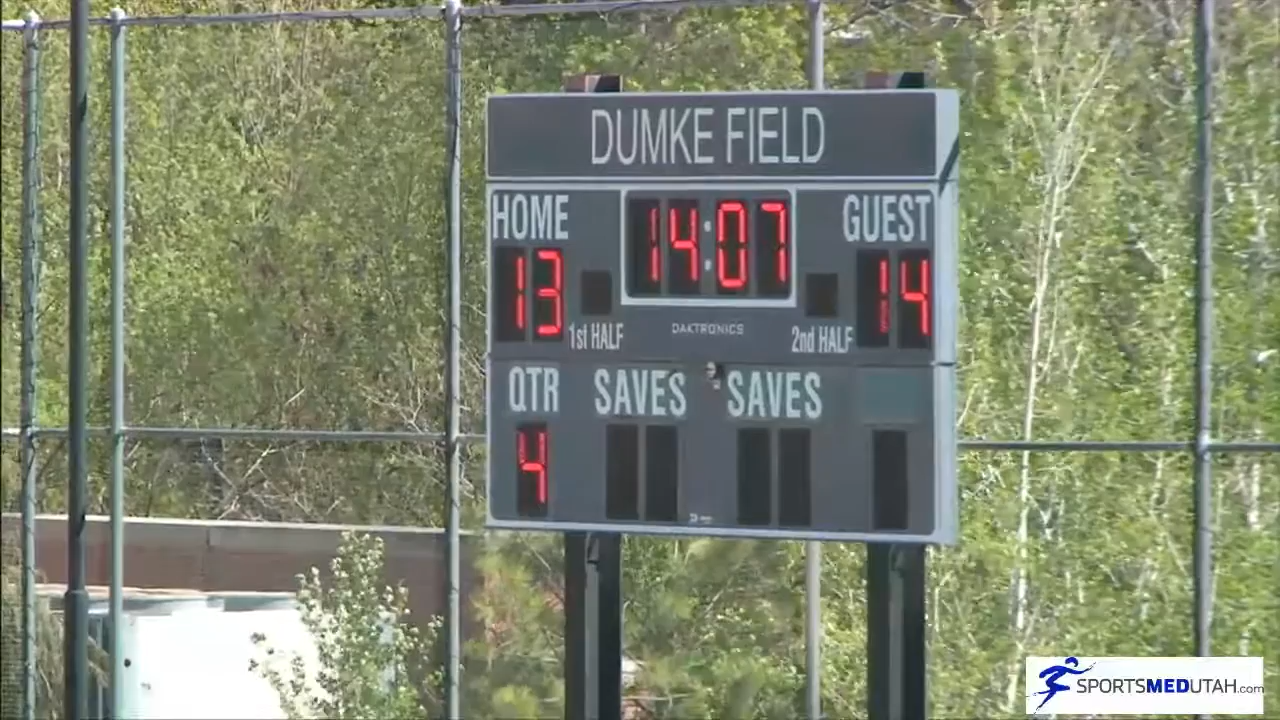 DUMKE FIELD
HOME 14:07 GUEST
13 14
1st HALF DAKTRONICS 2nd HALF
QTR SAVES SAVES
4
SPORTSMEDUTAH.com